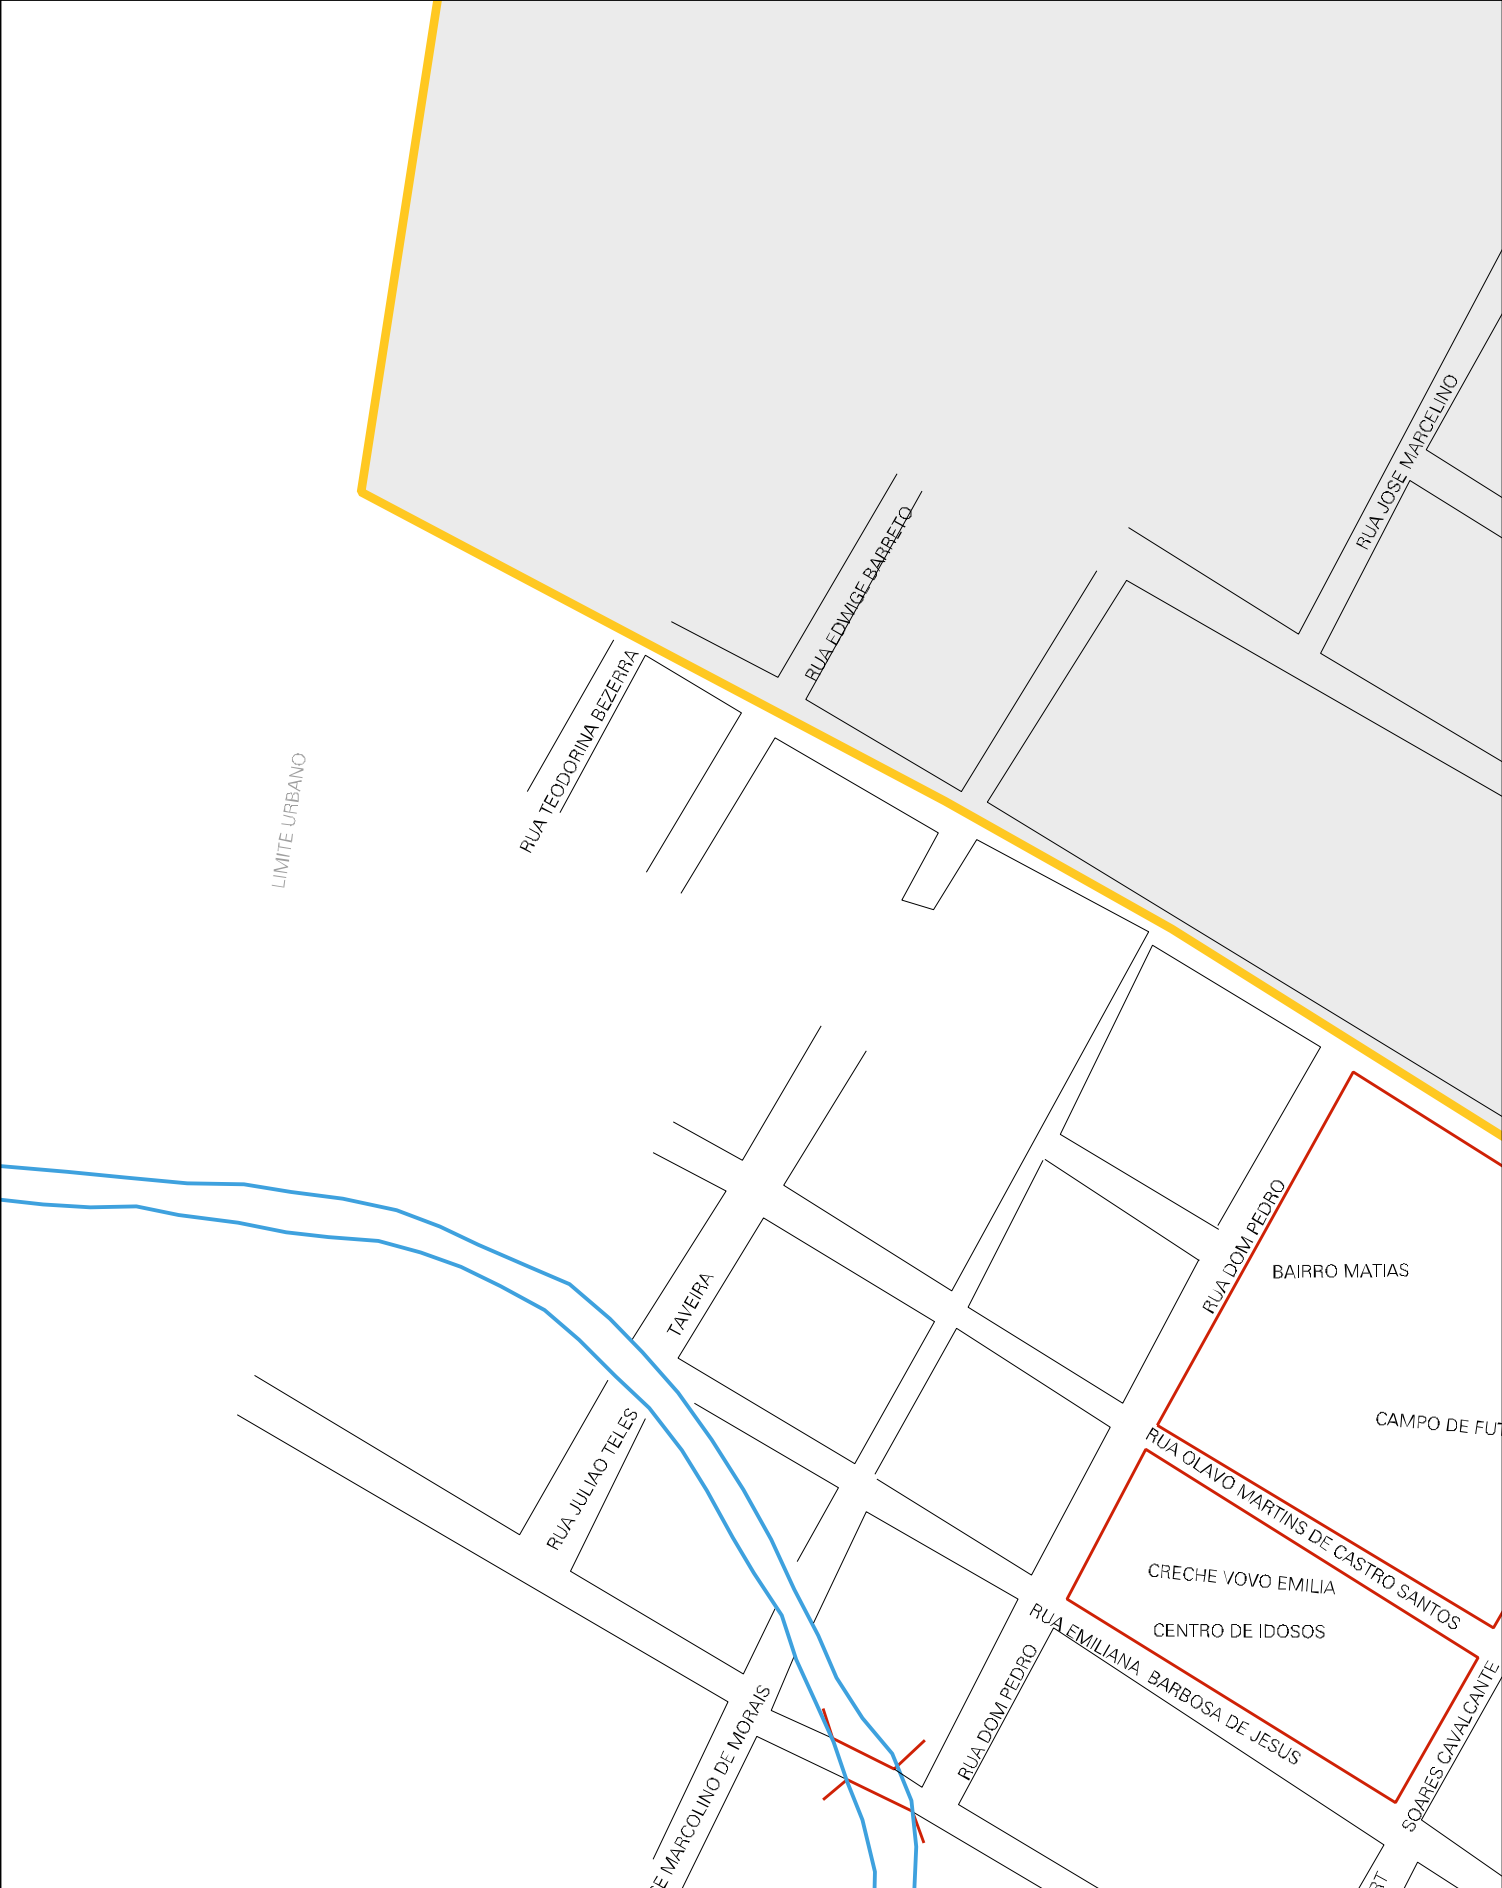 RUA JOSE MARCELINO
RUA EDWIGE BARRETO
RUA TEODORINA BEZERRA
LIMITE URBANO
RUA DOM PEDRO
BAIRRO MATIAS
TAVEIRA
CAMPO DE FUT
RUA JULIAO TELES
RUA OLAVO MARTINS DE CASTRO SANTOS
CRECHE VOVO EMILIA
CENTRO DE IDOSOS
RUA EMILIANA BARBOSA DE JESUS
RUA DOM PEDRO
SOARES CAVALCANTE
E MARCOLINO DE MORAIS
RT